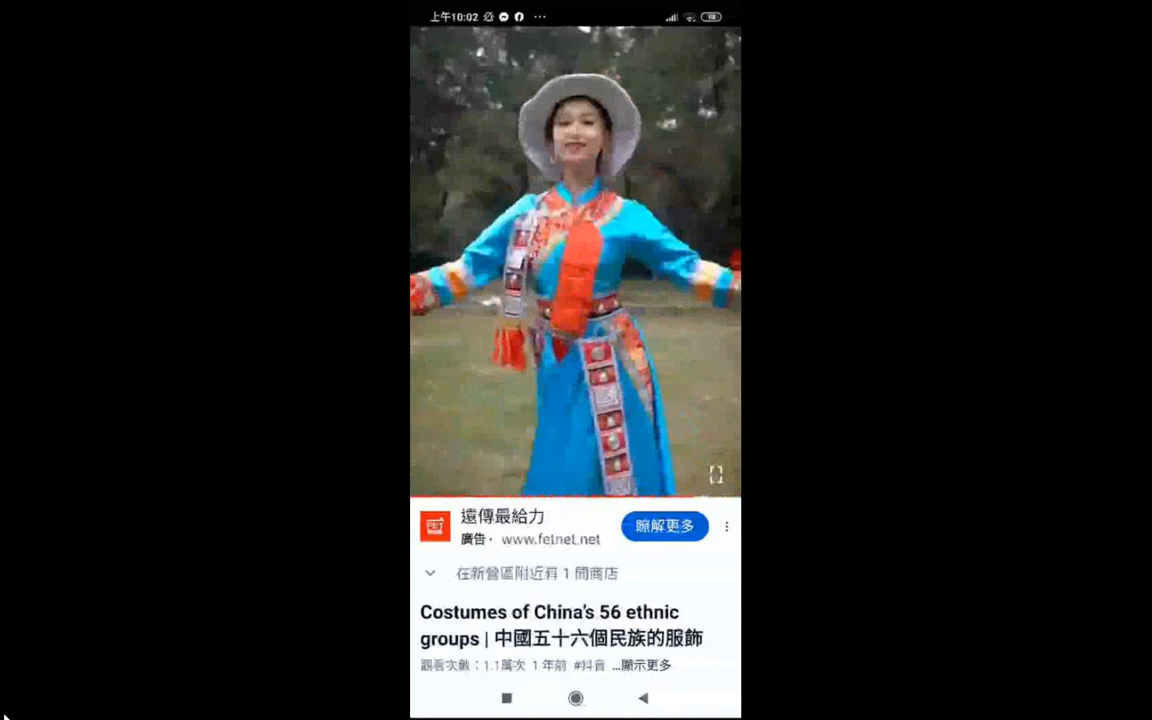 上午10:02
遠傳最給力
廣告· www.fetnet.net
瞭解更多
在新營區附近有 1 間商店
Costumes of China's 56 ethnic
groups | 中國五十六個民族的服飾
觀看次數：1.1萬次 1 年前 #抖音 ...顯示更多